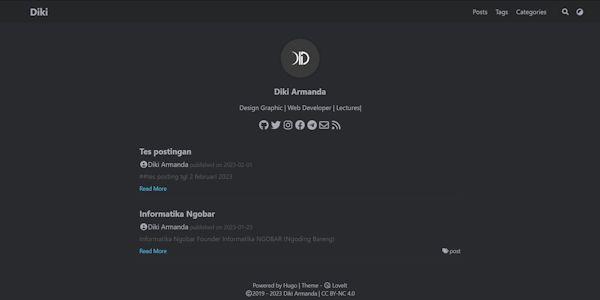 Diki
Posts Tags Categories
Diki Armanda
Design Graphic | Web Developer | Lectures|
Tes postingan
Diki Armanda published on 2023-02-01
##tes posting tgl 2 februari 2023
Read More
Informatika Ngobar
Diki Armanda published on 2023-01-23
Informatika Ngobar Founder Informatika NGOBAR (Ngoding Bareng)
Read More post
Powered by Hugo | Theme - LoveIt
©2019 - 2023 Diki Armanda | CC BY-NC 4.0